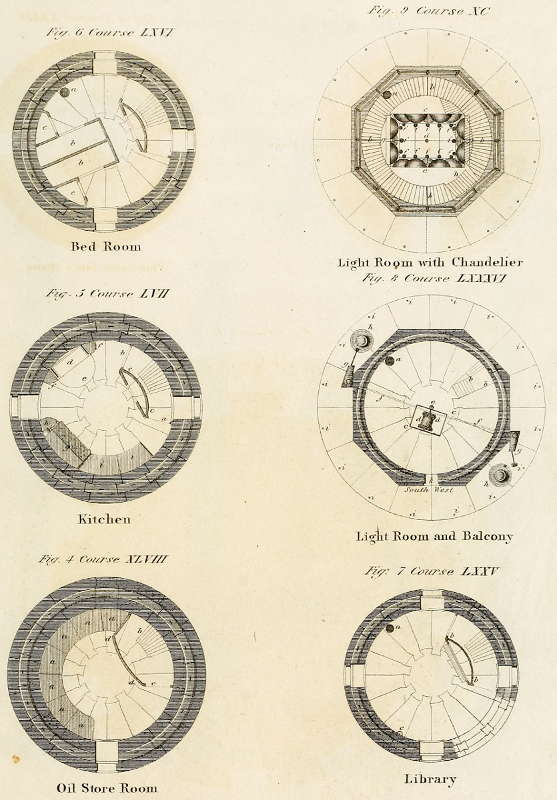 Fig. 6 Course LXVI
Bed Room
Fig. 5 Course LVII
Kitchen
Fig. 4 Course XLVIII
Oil Store Room
Fig. 9 Course XC
Light Room with Chandelier
Fig. 8 Course LXXXVI
South West
Light Room and Balcony
Fig. 7 Course LXXV
Library